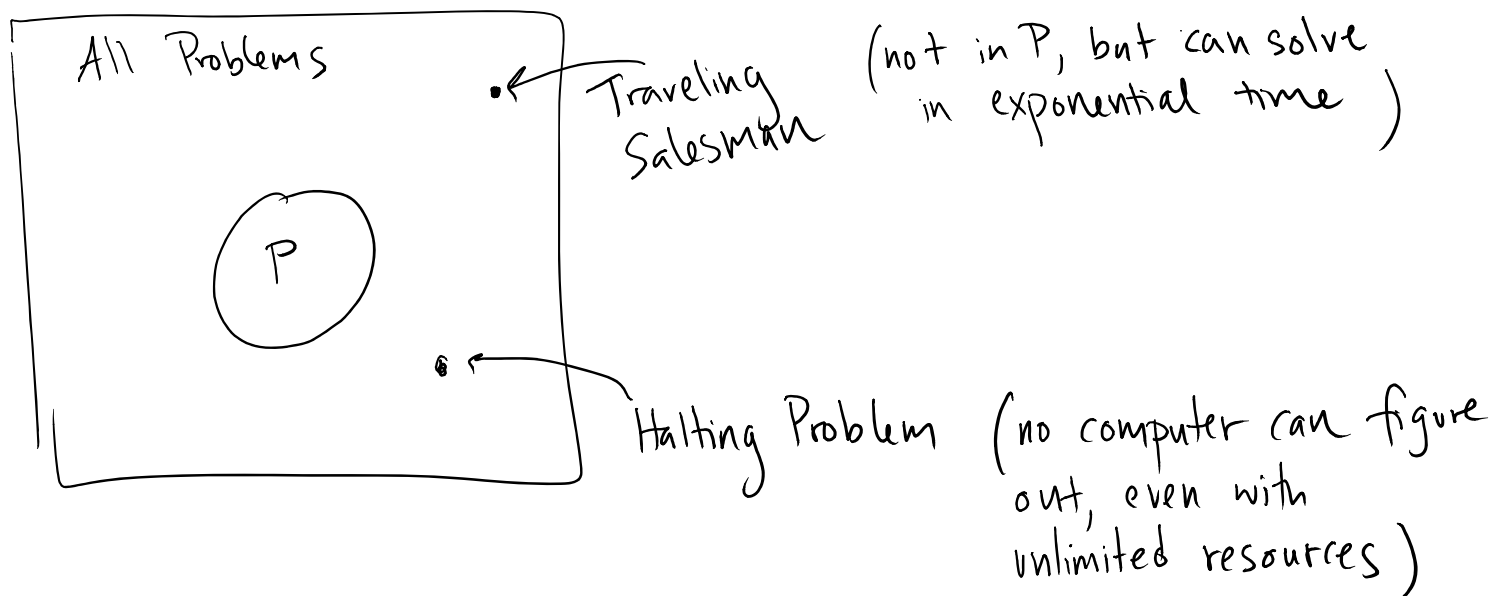 All Problems
Traveling
Salesman
(not in P, but can solve
in exponential time)
P
Halting Problem (no computer can figure
out, even with
unlimited resources)